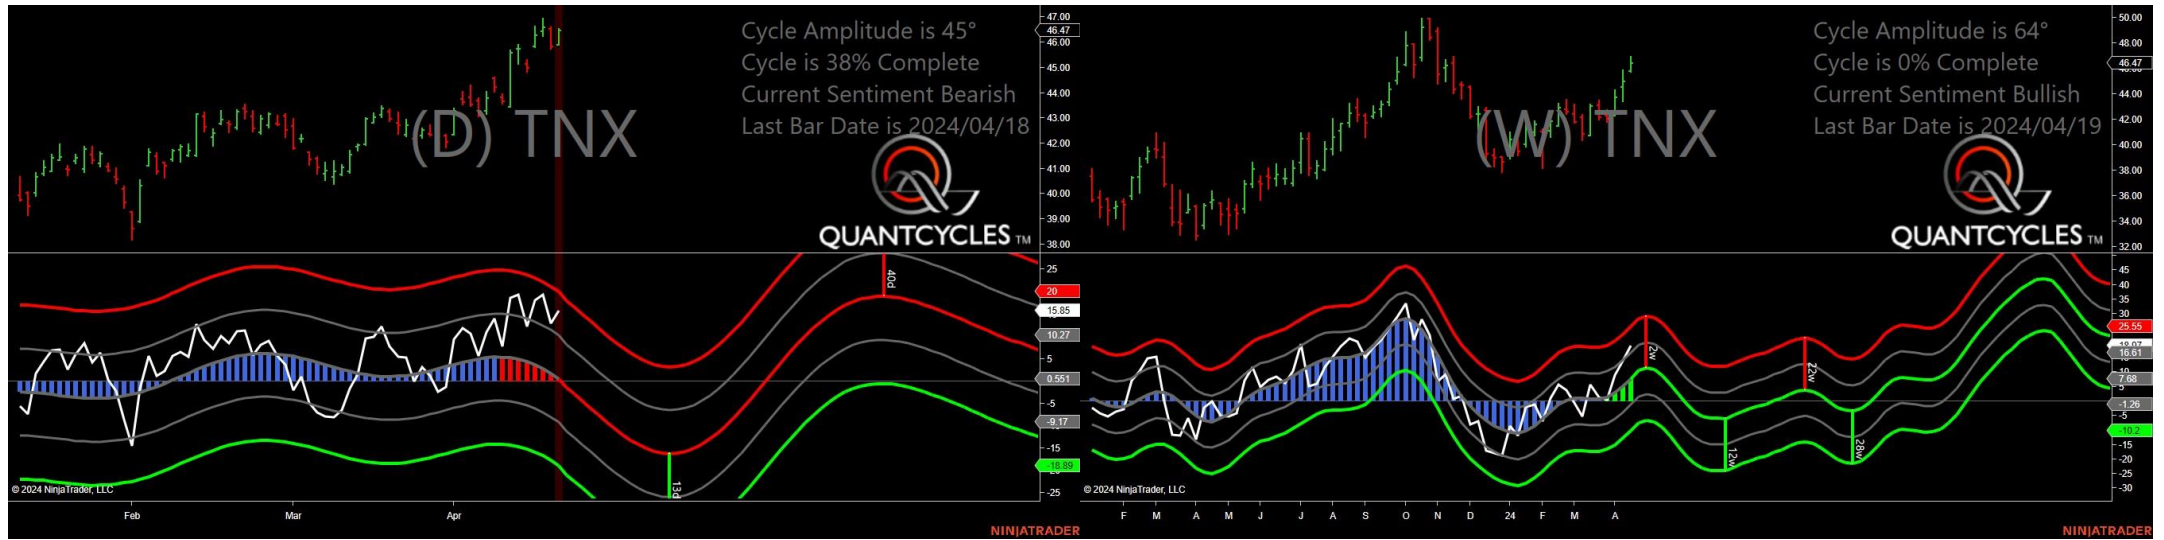 Cycle Amplitude is 45°
Cycle is 38% Complete
Current Sentiment Bearish
Last Bar Date is 2024/04/18
(D) TNX
QUANTCYCLES TM
47.00
46.47
46.00
45.00
44.00
43.00
42.00
41.00
40.00
39.00
38.00
25
20
15.85
10.27
5
0.551
-5
-9.17
-15
-18.89
-25
40d
13d
© 2024 NinjaTrader, LLC
Feb Mar Apr
NINJATRADER
Cycle Amplitude is 64°
Cycle is 0% Complete
Current Sentiment Bullish
Last Bar Date is 2024/04/19
(W) TNX
QUANTCYCLES TM
50.00
48.00
46.47
44.00
42.00
40.00
38.00
36.00
34.00
32.00
45
40
35
30
25.55
16.61
7.68
5
-1.26
-5
-10.2
-15
-20
-25
-30
2w
12w
22w
28w
© 2024 NinjaTrader, LLC
F M A M J J A S O N D 24 F M A
NINJATRADER